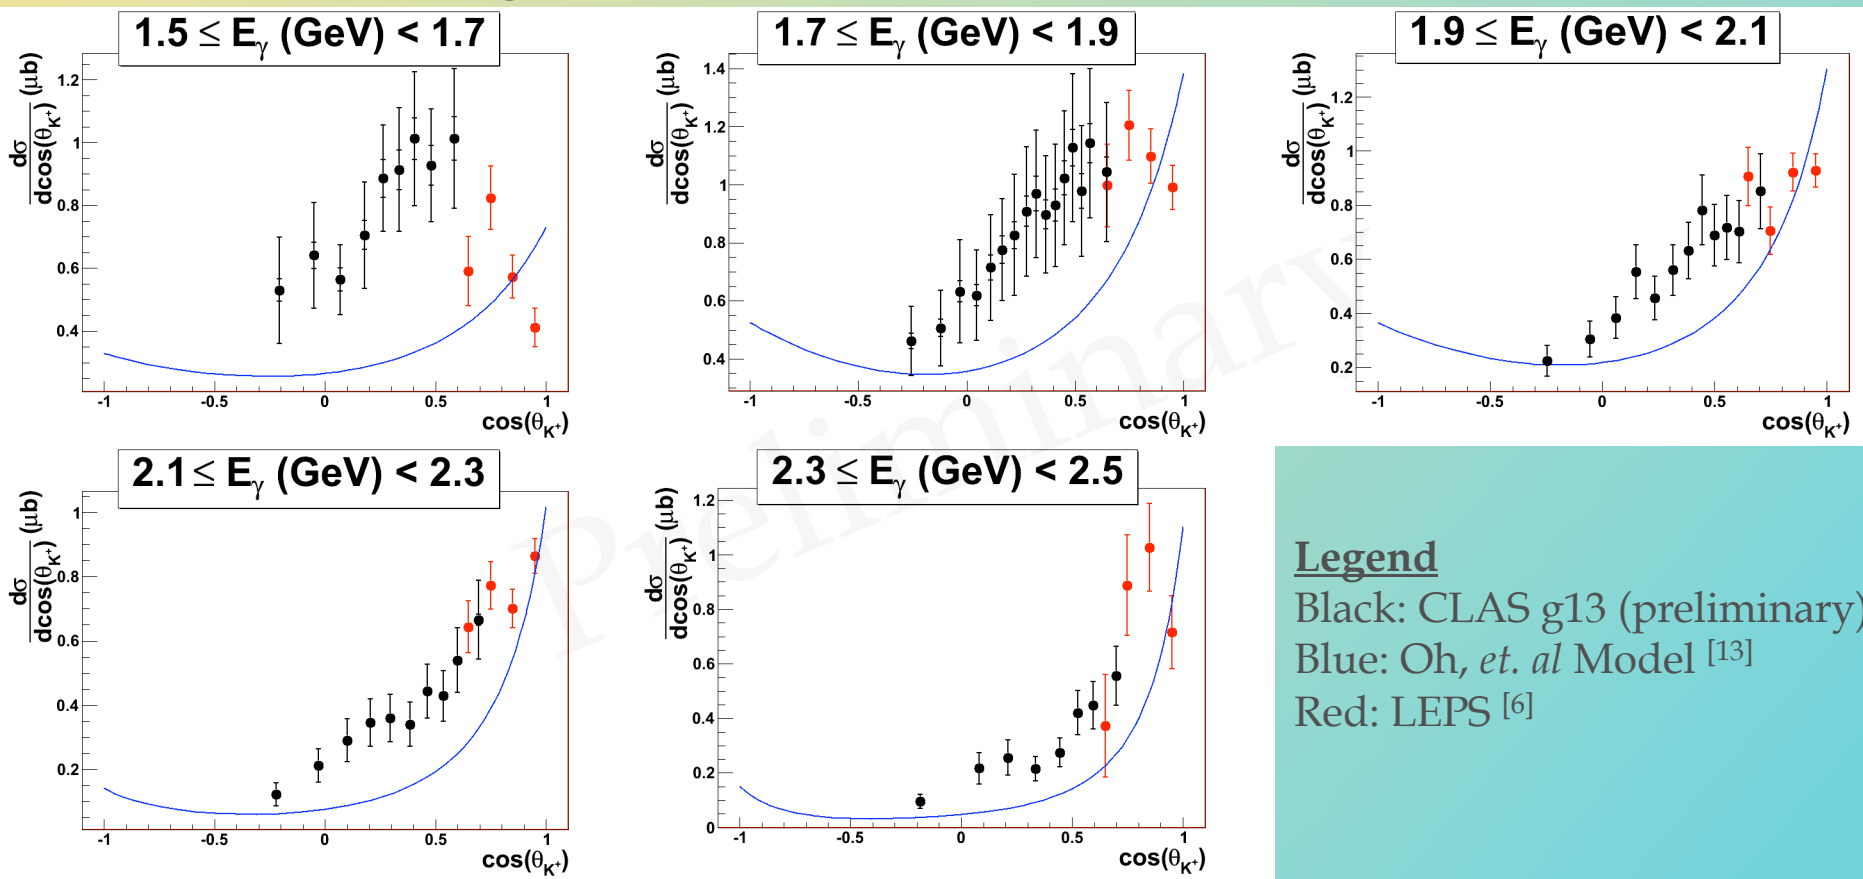 1.5 ≤ Eγ (GeV) < 1.7
dσ
dcos(θK+) (μb)
1.2
1
0.8
0.6
0.4
-1 -0.5 0 0.5 1
cos(θK+)
1.7 ≤ Eγ (GeV) < 1.9
dσ
dcos(θK+) (μb)
1.4
1.2
1
0.8
0.6
0.4
-1 -0.5 0 0.5 1
cos(θK+)
1.9 ≤ Eγ (GeV) < 2.1
dσ
dcos(θK+) (μb)
1.2
1
0.8
0.6
0.4
0.2
-1 -0.5 0 0.5 1
cos(θK+)
Preliminary
2.1 ≤ Eγ (GeV) < 2.3
dσ
dcos(θK+) (μb)
1
0.8
0.6
0.4
0.2
-1 -0.5 0 0.5 1
cos(θK+)
2.3 ≤ Eγ (GeV) < 2.5
dσ
dcos(θK+) (μb)
1.2
1
0.8
0.6
0.4
0.2
0
-1 -0.5 0 0.5 1
cos(θK+)
Legend
Black: CLAS g13 (preliminary)
Blue: Oh, et. al Model [13]
Red: LEPS [6]